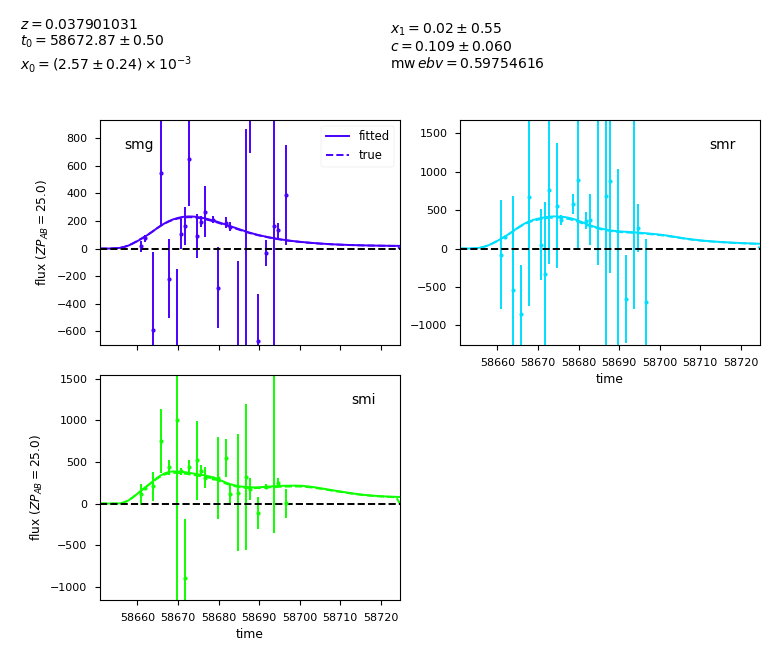 z = 0.037901031
t₀ = 58672.87 ± 0.50
x₀ = (2.57 ± 0.24) × 10⁻³
x₁ = 0.02 ± 0.55
c = 0.109 ± 0.060
mw ebv = 0.59754616
smg
fitted
true
800
600
400
200
0
−200
−400
−600
flux (ZP_AB = 25.0)
smr
1500
1000
500
0
−500
−1000
58660 58670 58680 58690 58700 58710 58720
time
smi
1500
1000
500
0
−500
−1000
flux (ZP_AB = 25.0)
58660 58670 58680 58690 58700 58710 58720
time